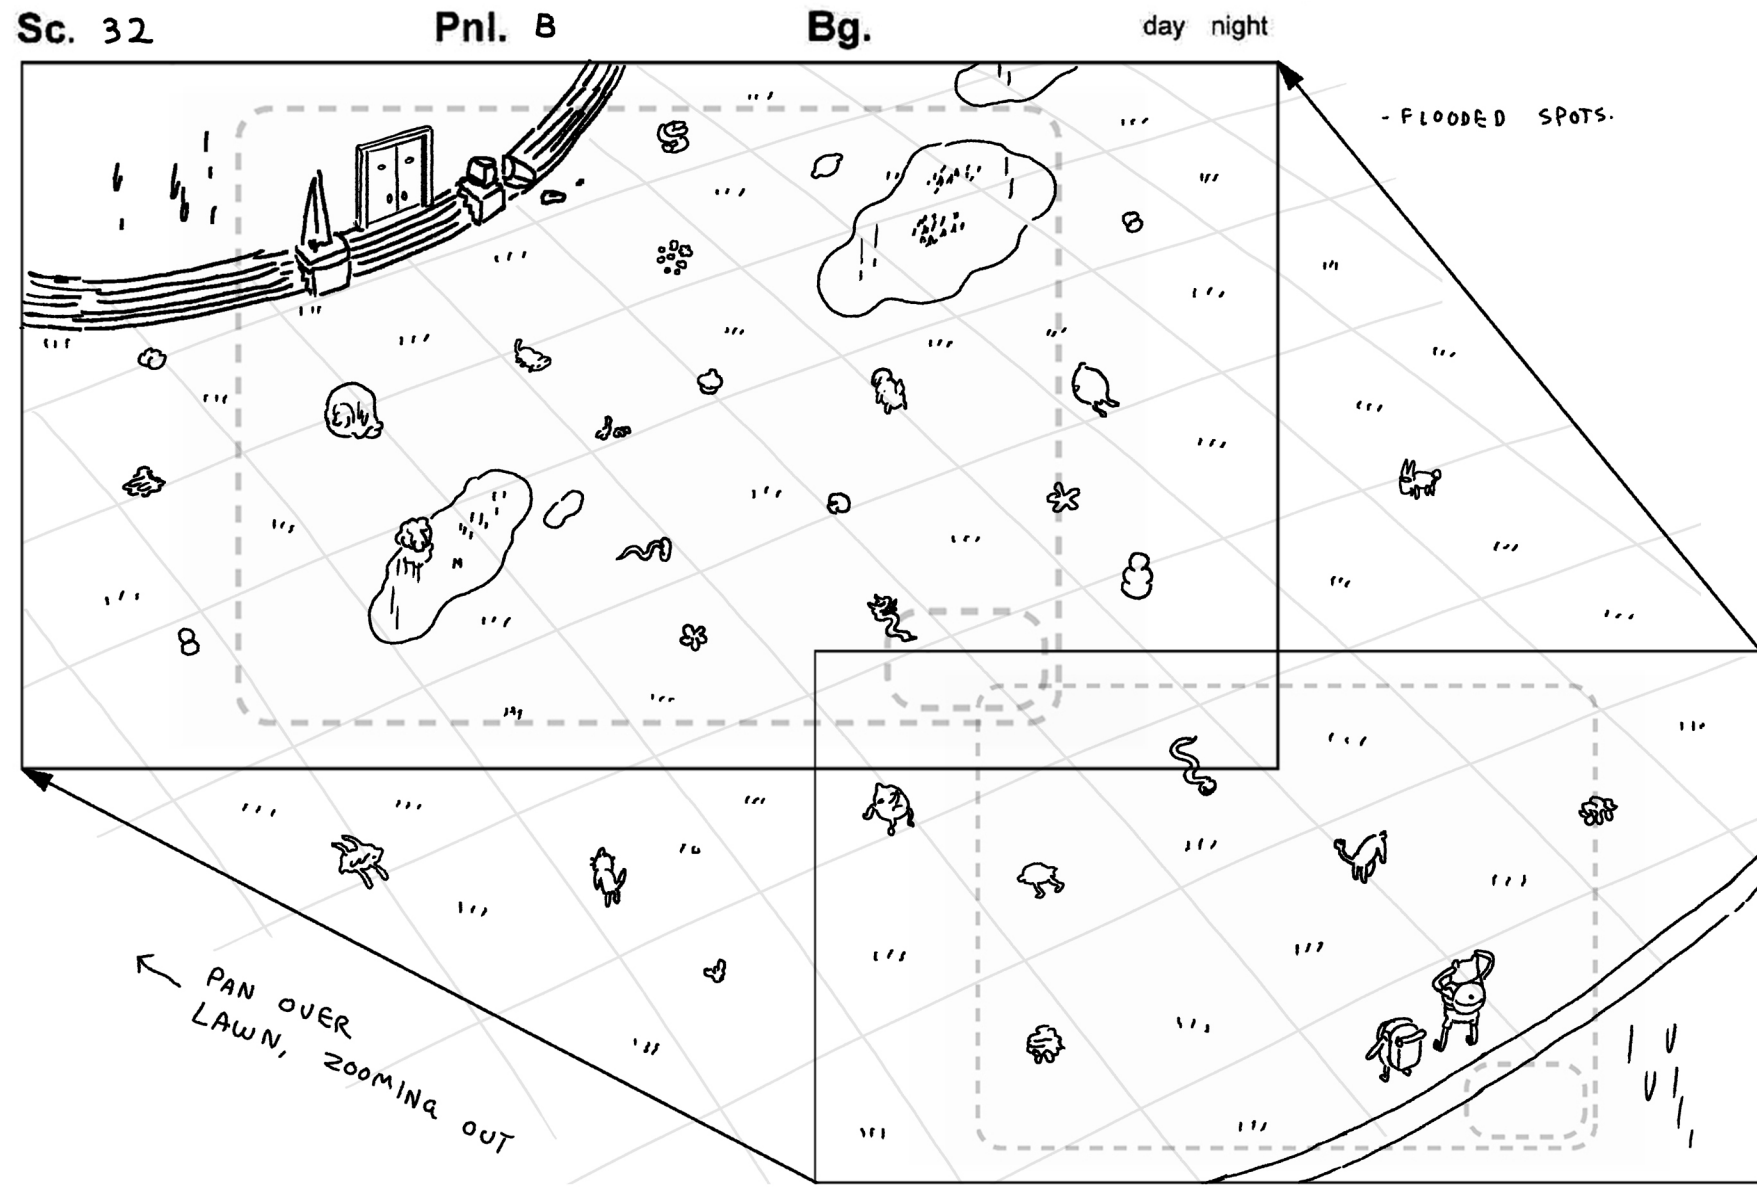 Sc. 32 Pnl. B Bg. day night
- FLOODED SPOTS.
PAN OVER
LAWN, ZOOMING OUT